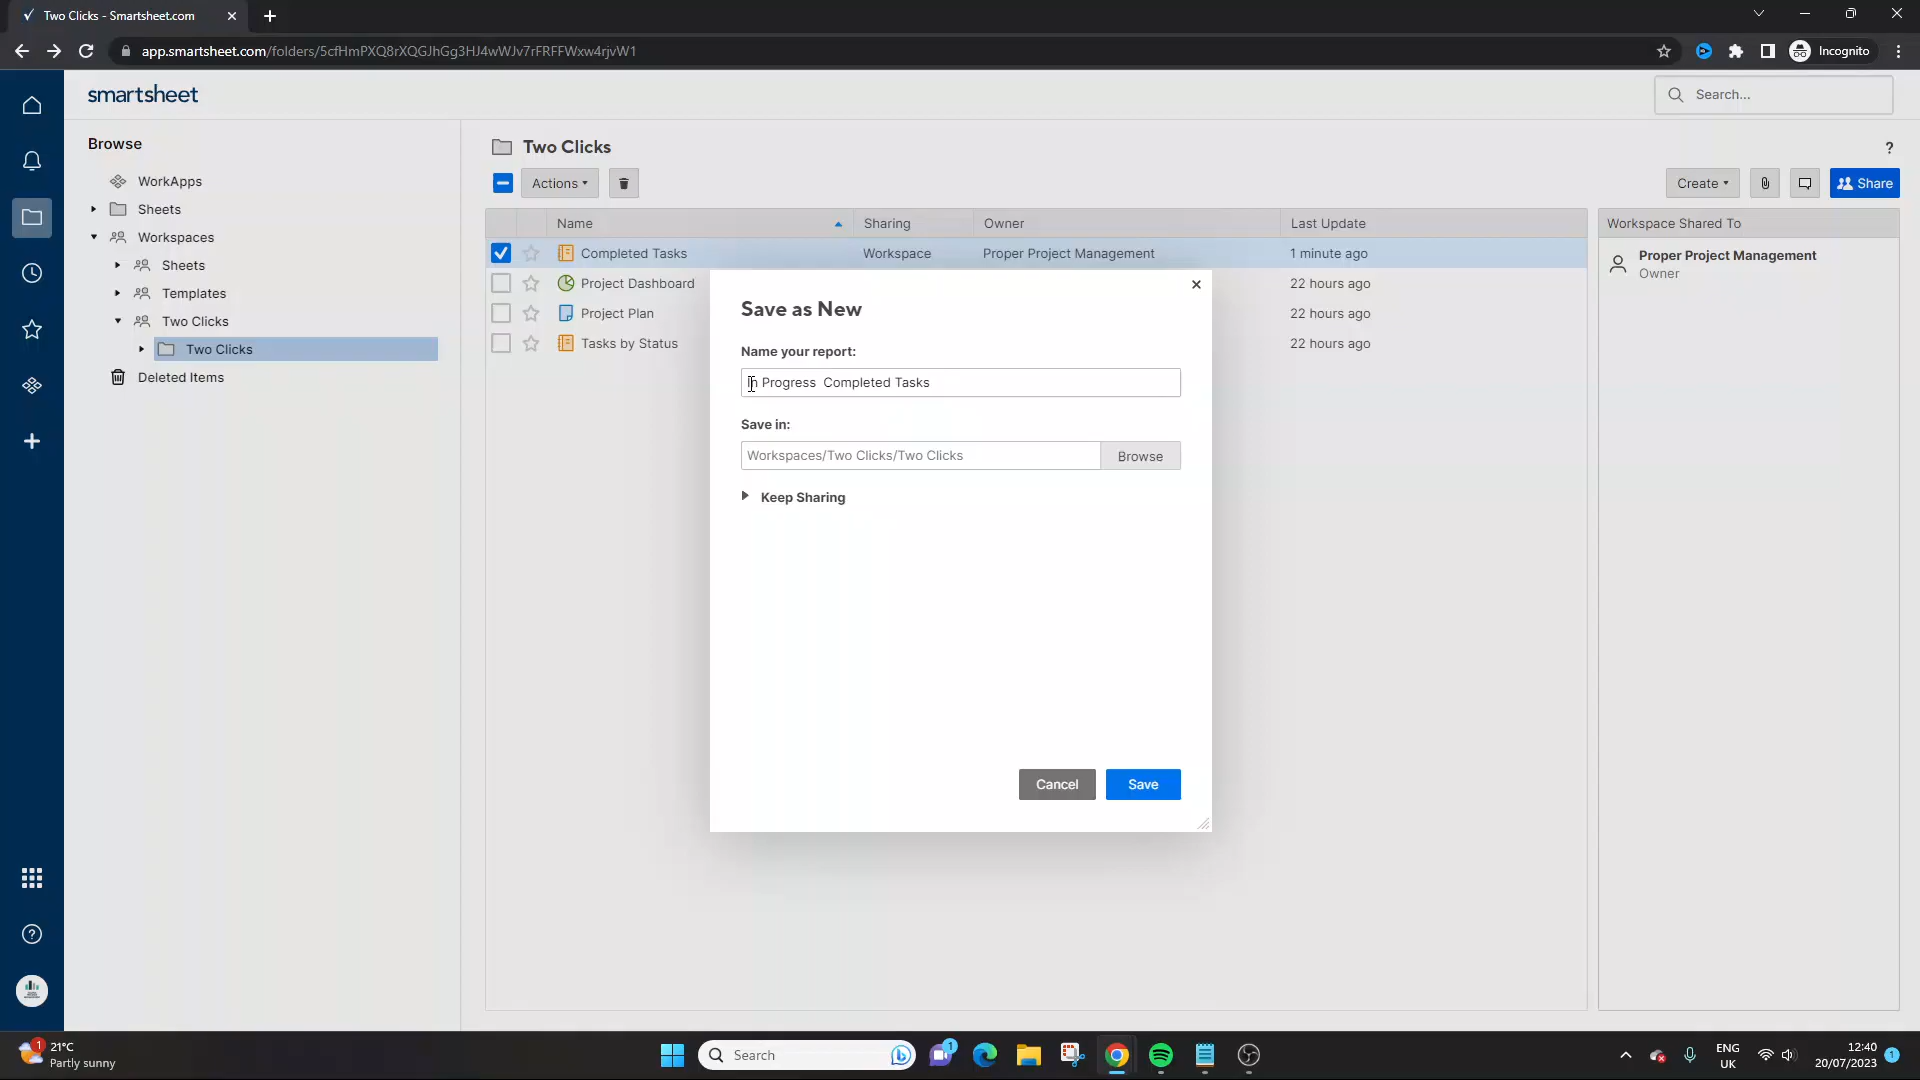 Two Clicks - Smartsheet.com
app.smartsheet.com/folders/5cfHmPXQ8rXQGJhGg3HJ4wWJv7rFRFFWxw4rjvW1
Incognito
smartsheet
Search...
Browse
WorkApps
Sheets
Workspaces
Sheets
Templates
Two Clicks
Two Clicks
Deleted Items
Two Clicks
?
Actions
Create
Share
Name Sharing Owner Last Update
Completed Tasks Workspace Proper Project Management 1 minute ago
Project Dashboard 22 hours ago
Project Plan 22 hours ago
Tasks by Status 22 hours ago
Workspace Shared To
Proper Project Management
Owner
Save as New
Name your report:
In Progress  Completed Tasks
Save in:
Workspaces/Two Clicks/Two Clicks Browse
Keep Sharing
Cancel Save
1
21°C
Partly sunny
Search
1
ENG
UK
12:40
20/07/2023
1